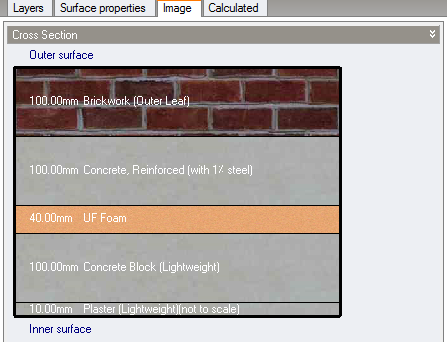 Layers Surface properties Image Calculated
Cross Section
Outer surface
100.00mm Brickwork (Outer Leaf)
100.00mm Concrete, Reinforced (with 1% steel)
40.00mm UF Foam
100.00mm Concrete Block (Lightweight)
10.00mm Plaster (Lightweight)(not to scale)
Inner surface